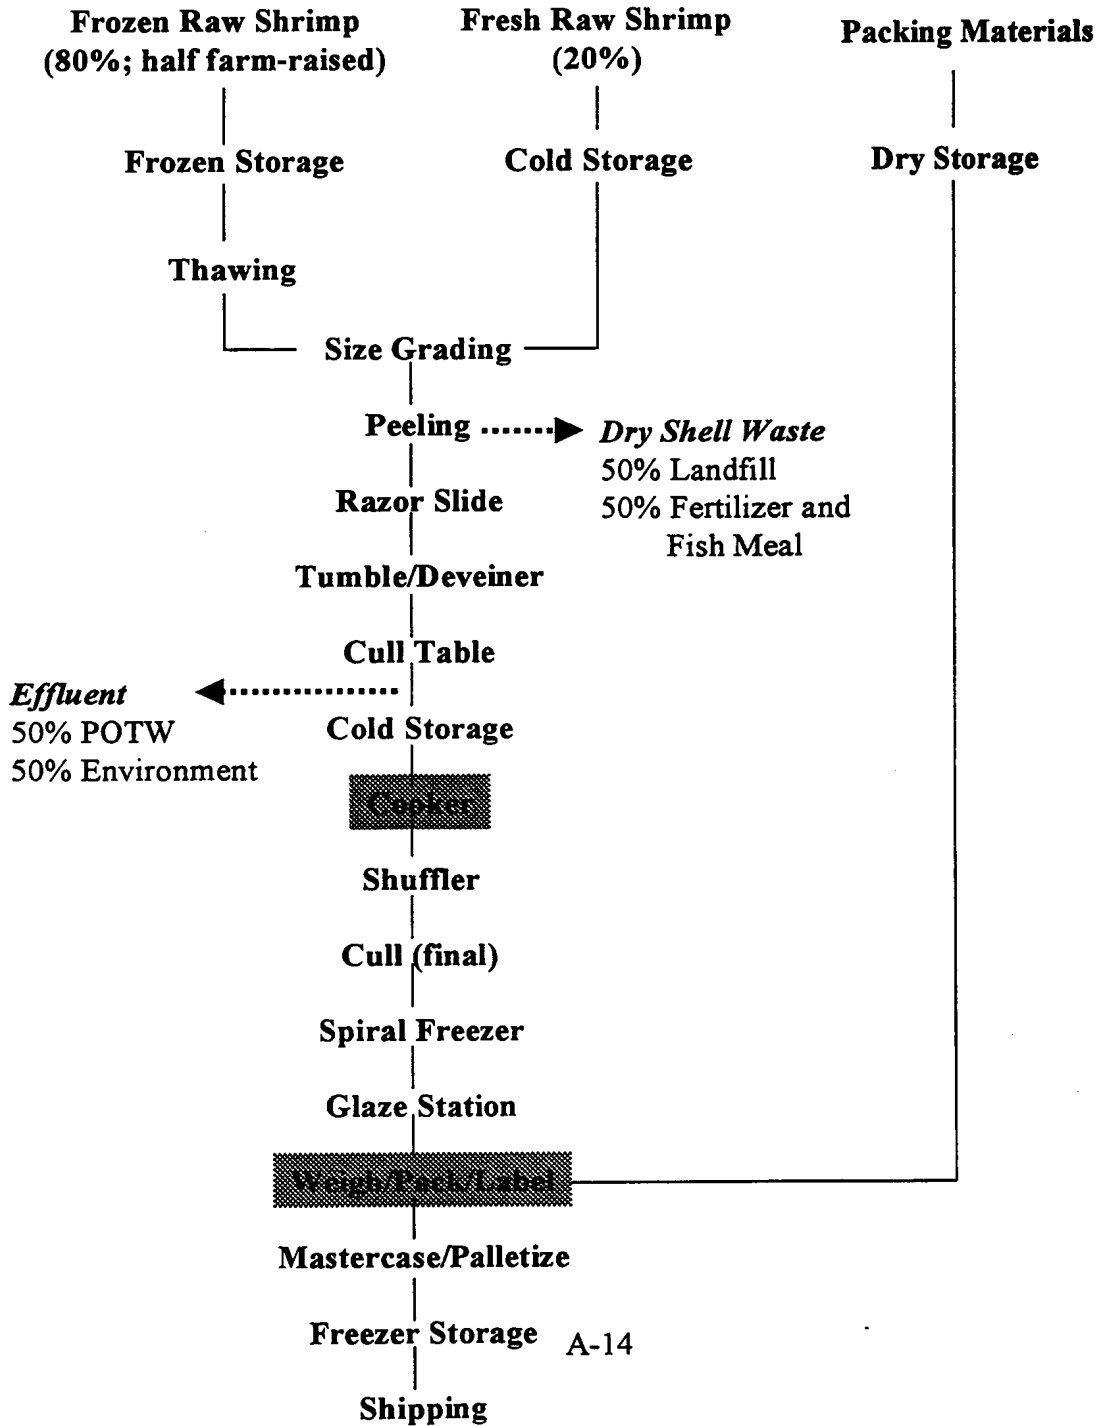 Frozen Raw Shrimp
(80%; half farm-raised)
Fresh Raw Shrimp
(20%)
Packing Materials
Frozen Storage
Cold Storage
Dry Storage
Thawing
Size Grading
Peeling
Dry Shell Waste
50% Landfill
50% Fertilizer and
Fish Meal
Razor Slide
Tumble/Deveiner
Cull Table
Effluent
50% POTW
50% Environment
Cold Storage
Cooker
Shuffler
Cull (final)
Spiral Freezer
Glaze Station
Weigh/Pack/Label
Mastercase/Palletize
Freezer Storage
A-14
Shipping